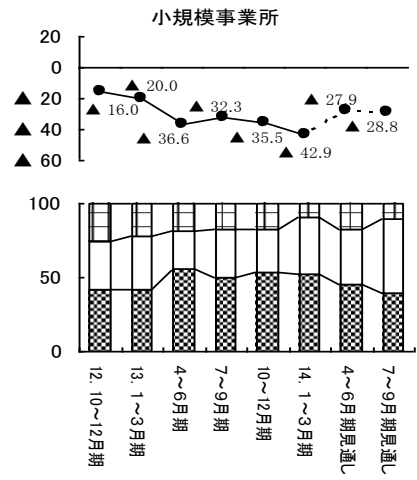 小規模事業所
20
0
▲ 20
▲ 40
▲ 60
▲ 16.0
▲ 20.0
▲ 36.6
▲ 32.3
▲ 35.5
▲ 42.9
▲ 27.9
▲ 28.8
100
50
0
12. 10～12月期
13. 1～3月期
4～6月期
7～9月期
10～12月期
14. 1～3月期
4～6月期見通し
7～9月期見通し